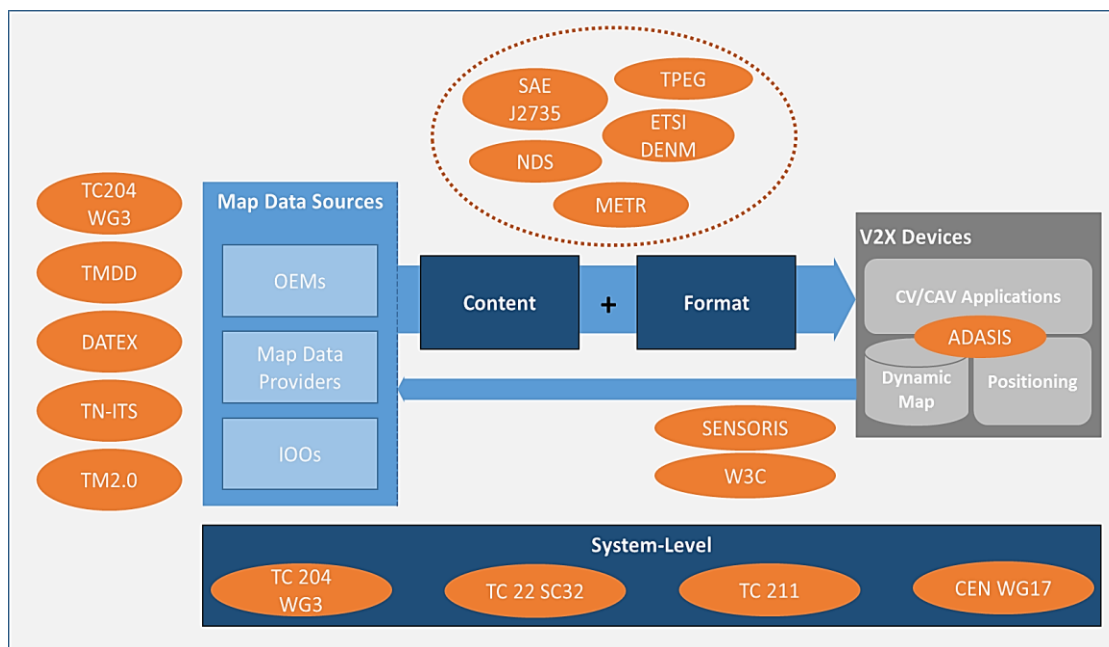 SAE
J2735
TPEG
ETSI
DENM
NDS
METR
TC204
WG3
TMDD
DATEX
TN-ITS
TM2.0
Map Data Sources
OEMs
Map Data
Providers
IOOs
Content
+
Format
V2X Devices
CV/CAV Applications
ADASIS
Dynamic
Map
Positioning
SENSORIS
W3C
System-Level
TC 204
WG3
TC 22 SC32
TC 211
CEN WG17